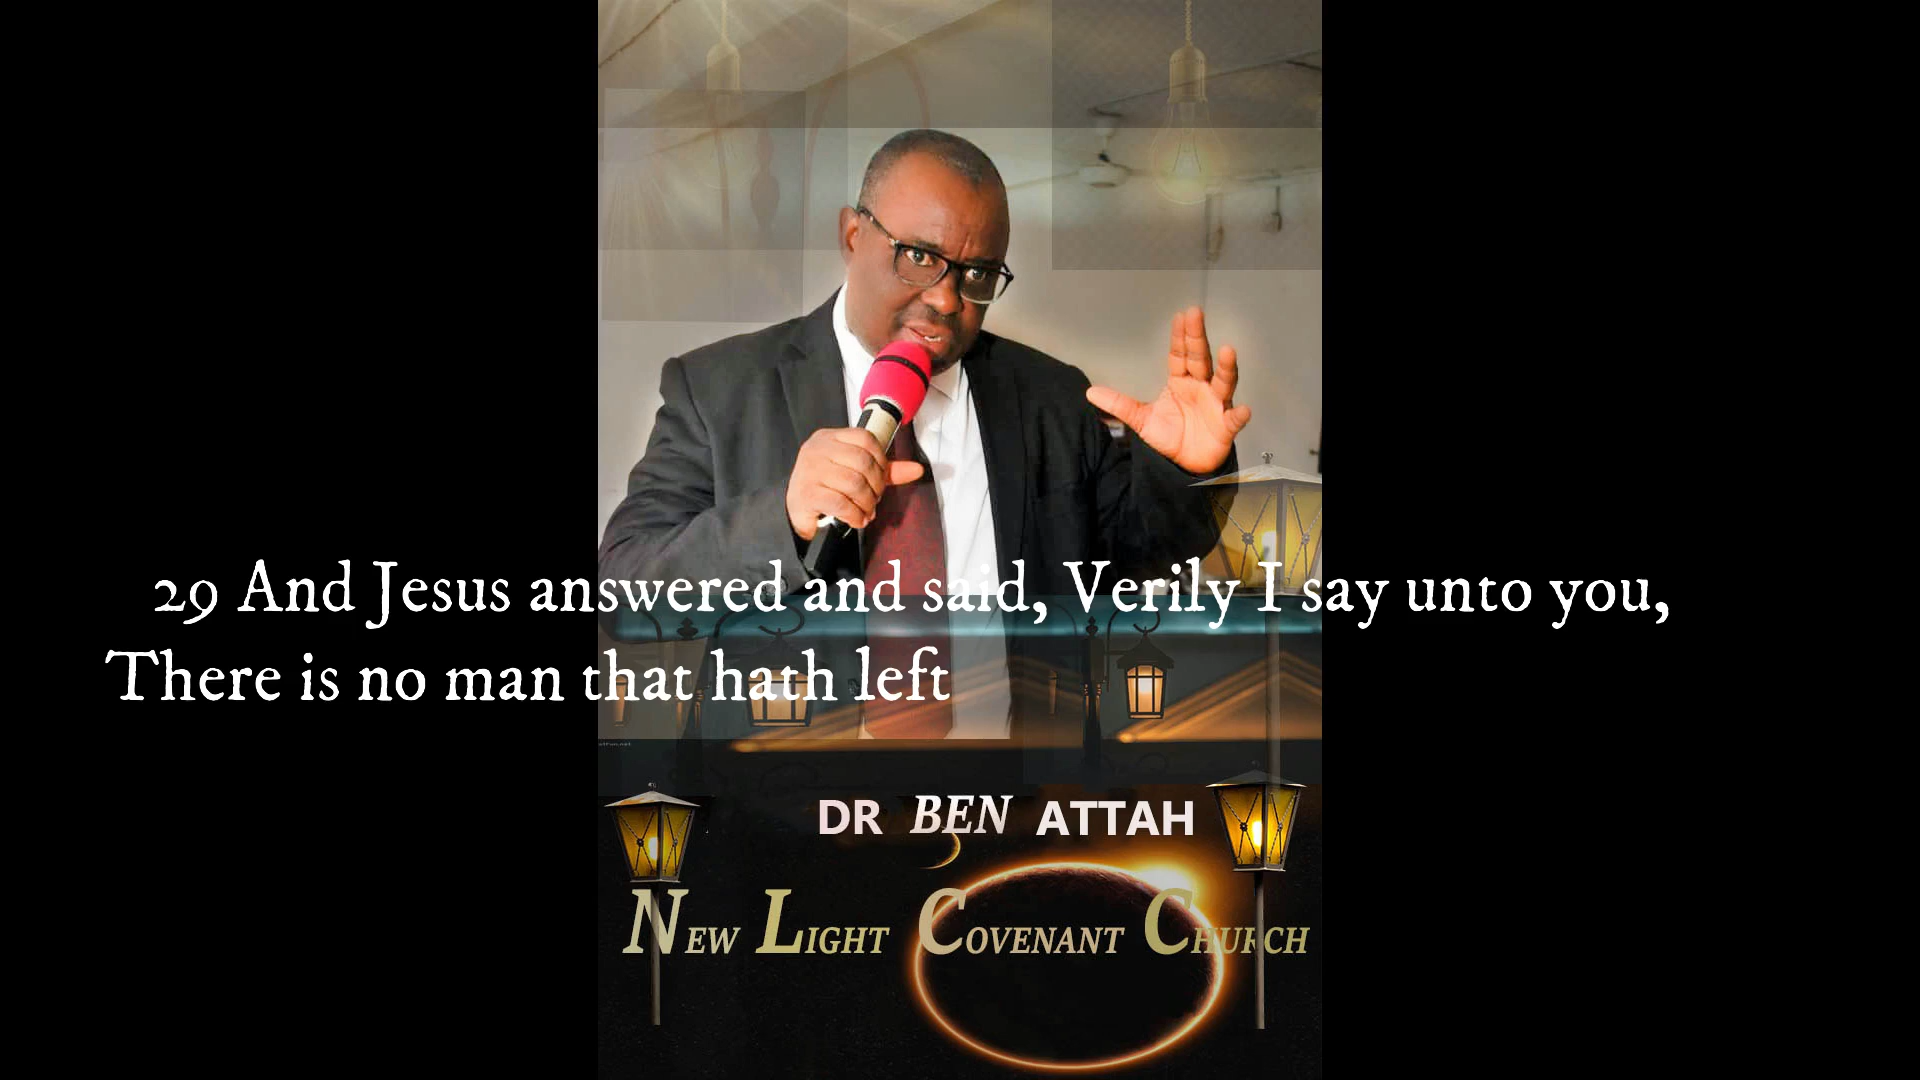 29 And Jesus answered and said, Verily I say unto you,
There is no man that hath left
DR BEN ATTAH
NEW LIGHT COVENANT CHURCH